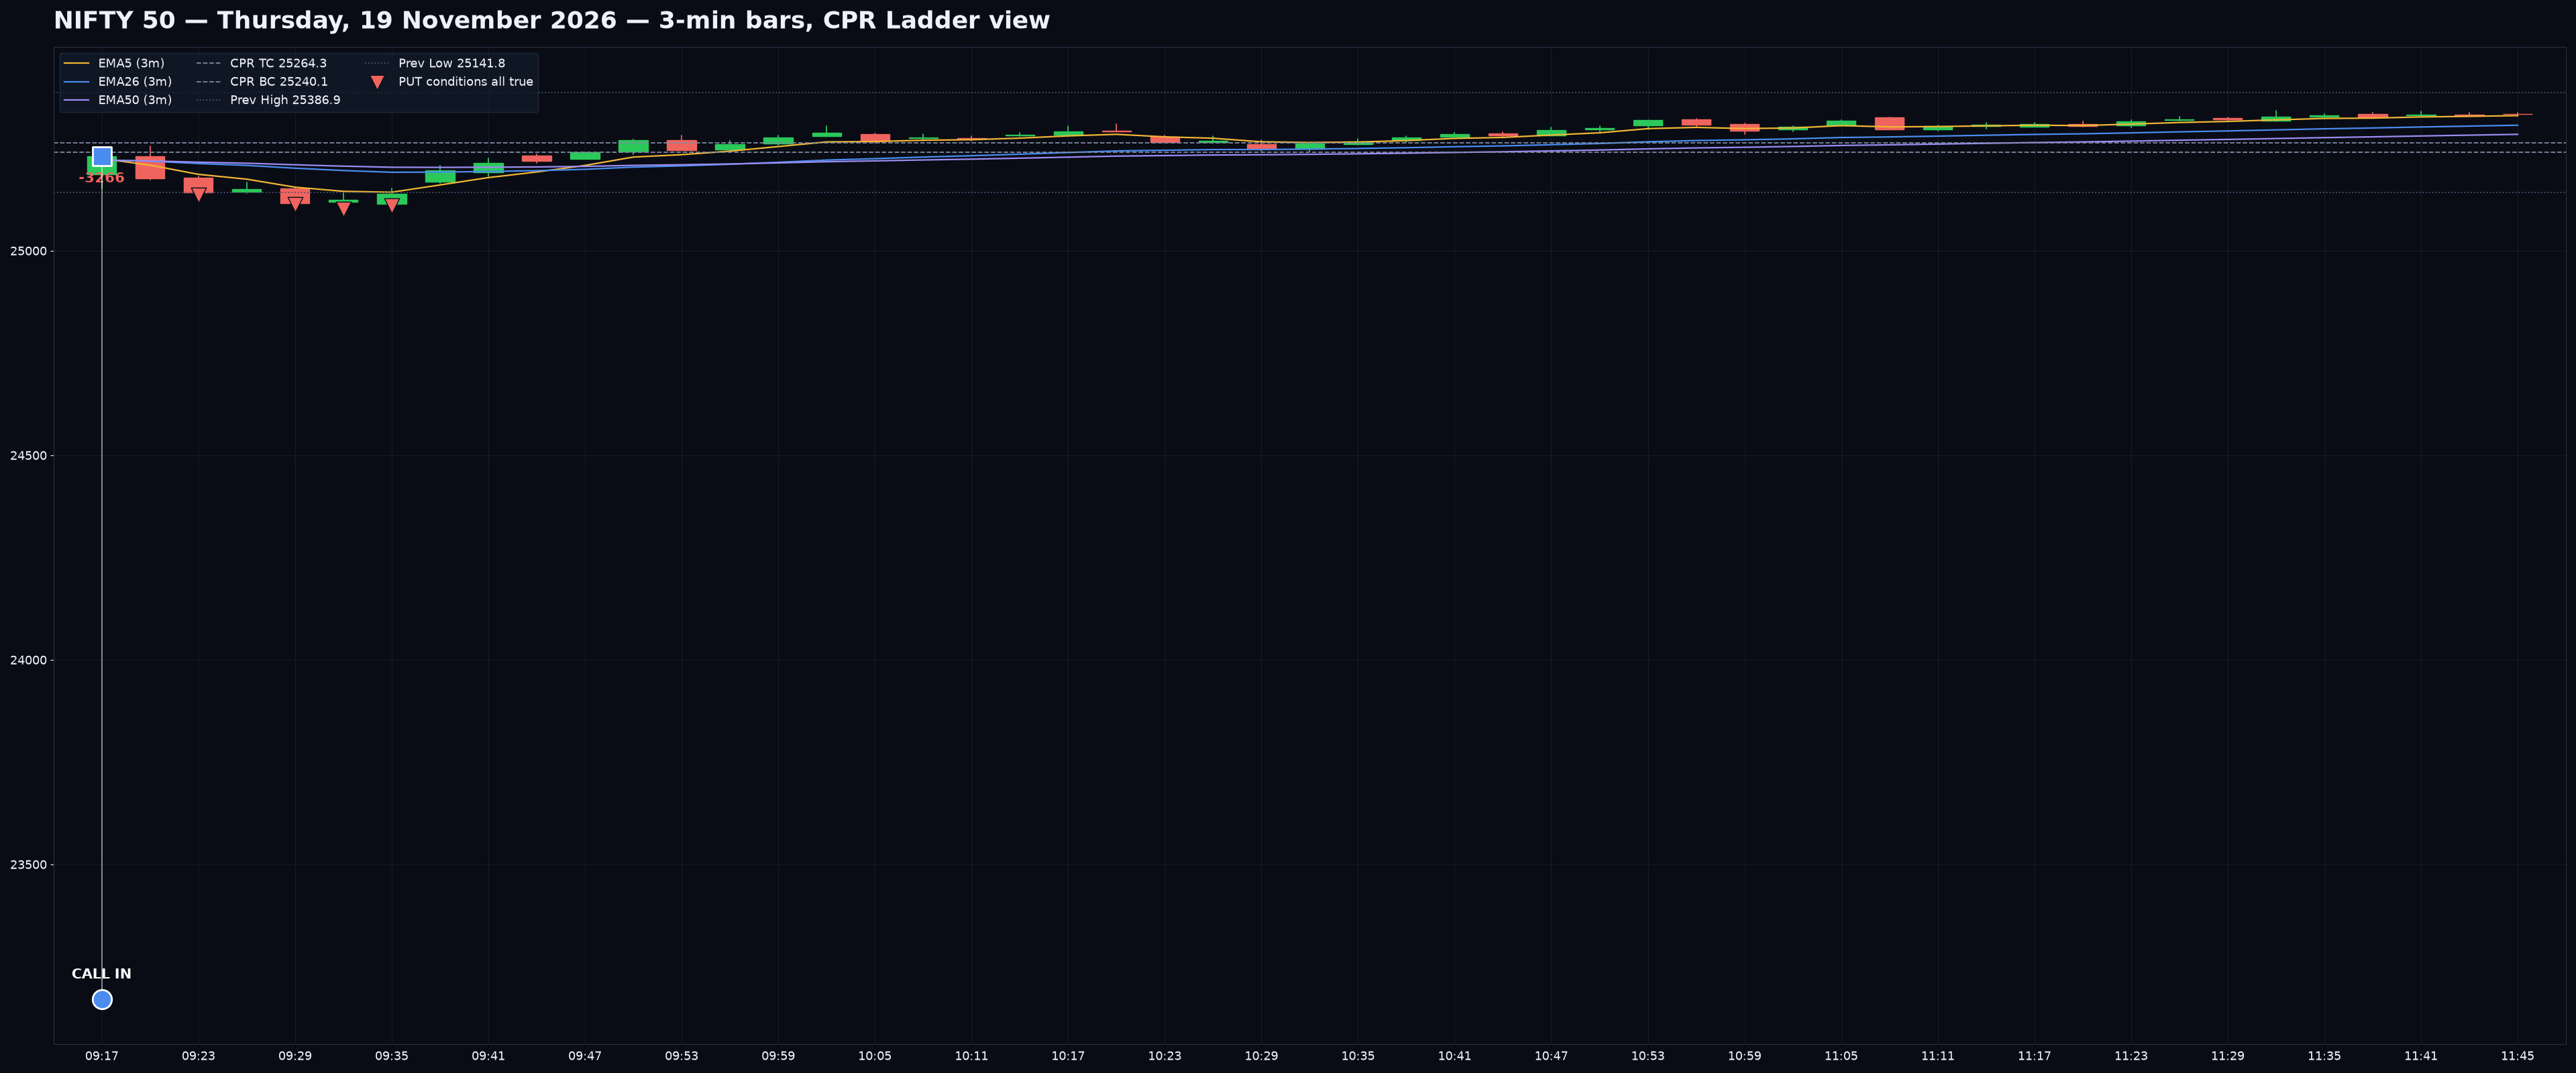 NIFTY 50 — Thursday, 19 November 2026 — 3-min bars, CPR Ladder view
EMA5 (3m)
EMA26 (3m)
EMA50 (3m)
CPR TC 25264.3
CPR BC 25240.1
Prev High 25386.9
Prev Low 25141.8
PUT conditions all true
-3266
25000
24500
24000
23500
CALL IN
09:17 09:23 09:29 09:35 09:41 09:47 09:53 09:59 10:05 10:11 10:17 10:23 10:29 10:35 10:41 10:47 10:53 10:59 11:05 11:11 11:17 11:23 11:29 11:35 11:41 11:45